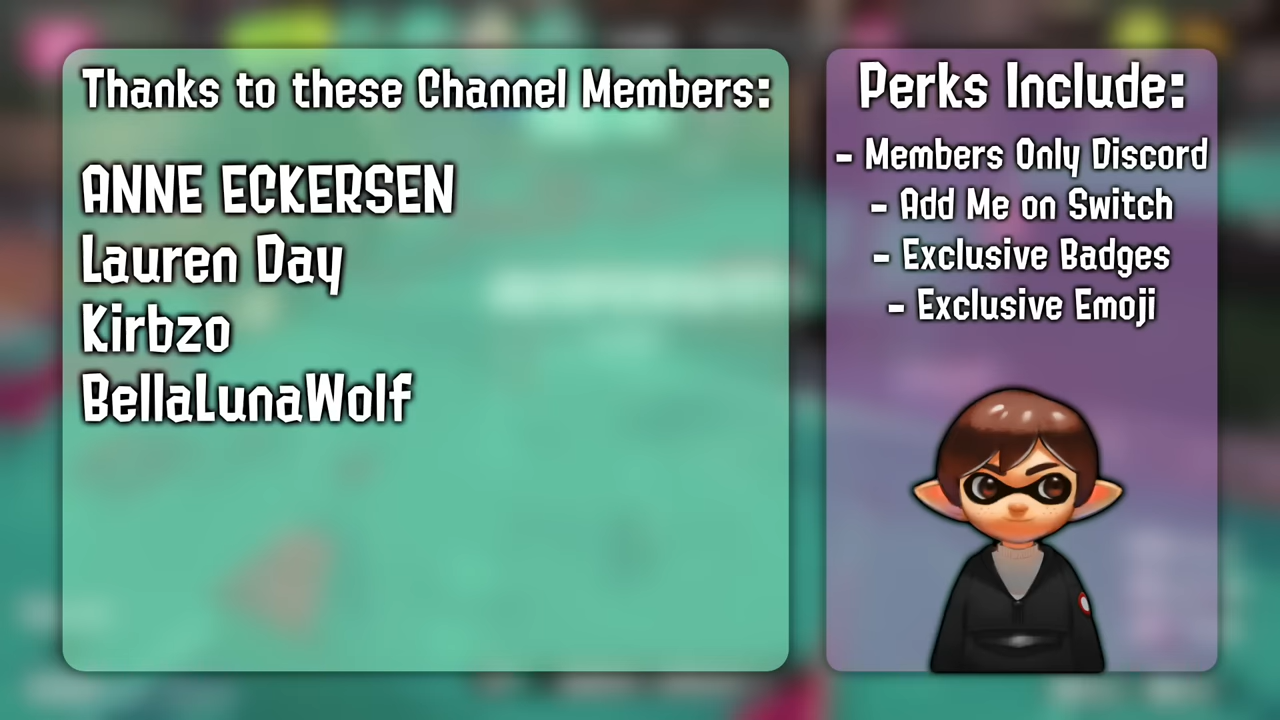 Thanks to these Channel Members:
ANNE ECKERSEN
Lauren Day
Kirbzo
BellaLunaWolf
Perks Include:
- Members Only Discord
- Add Me on Switch
- Exclusive Badges
- Exclusive Emoji